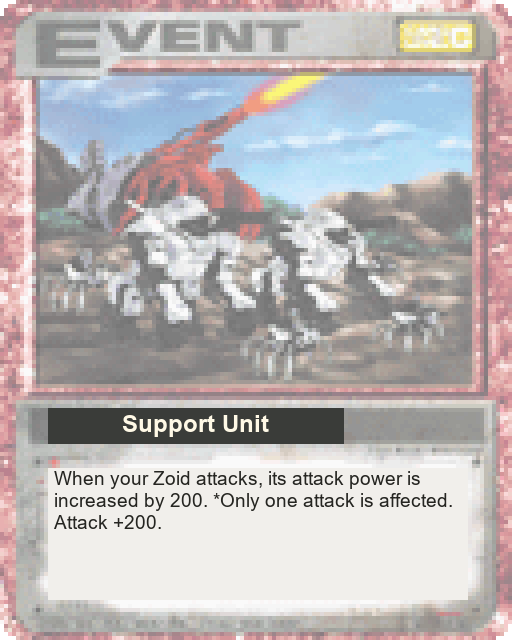 EVENT
Support Unit
When your Zoid attacks, its attack power is
increased by 200. *Only one attack is affected.
Attack +200.